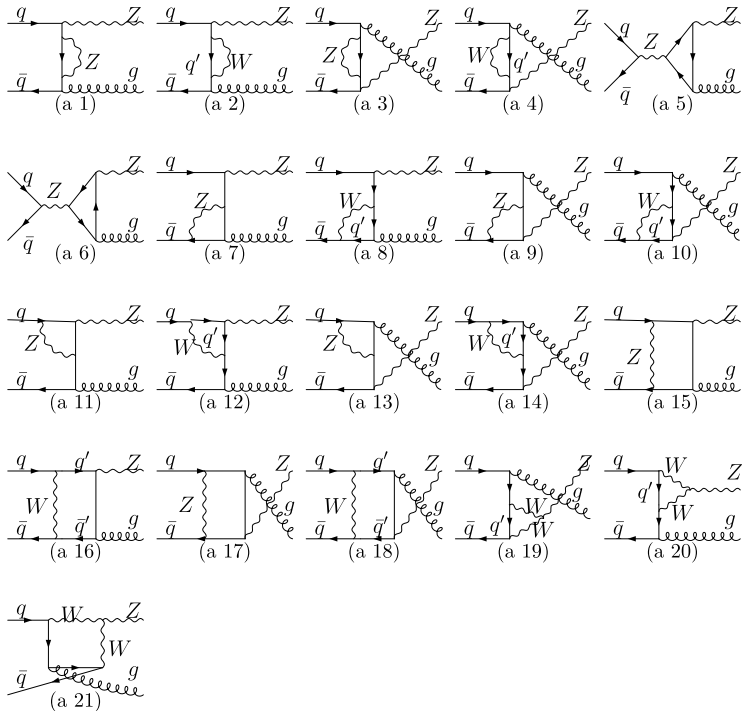 q Z q Z q Z q Z q Z
Z q′ W Z W q′
q̄ g q̄ g q̄ g q̄ g q̄ g
(a 1) (a 2) (a 3) (a 4) (a 5)
q Z Z q Z q Z q Z q Z
Z W Z W
q̄ g q̄ q′ g q̄ g q̄ q′ g
q̄ g
(a 6) (a 7) (a 8) (a 9) (a 10)
q Z q Z q Z q Z q Z
Z W q′ Z W q′ Z
q̄ g q̄ g q̄ g q̄ g q̄ g
(a 11) (a 12) (a 13) (a 14) (a 15)
q q′ Z q Z q q′ Z q Z q W
W Z W W q′ W Z
q̄ q̄′ g q̄ g q̄ q̄′ g q̄ q′ W g q̄ g
(a 16) (a 17) (a 18) (a 19) (a 20)
q W Z
W
q̄ g
(a 21)